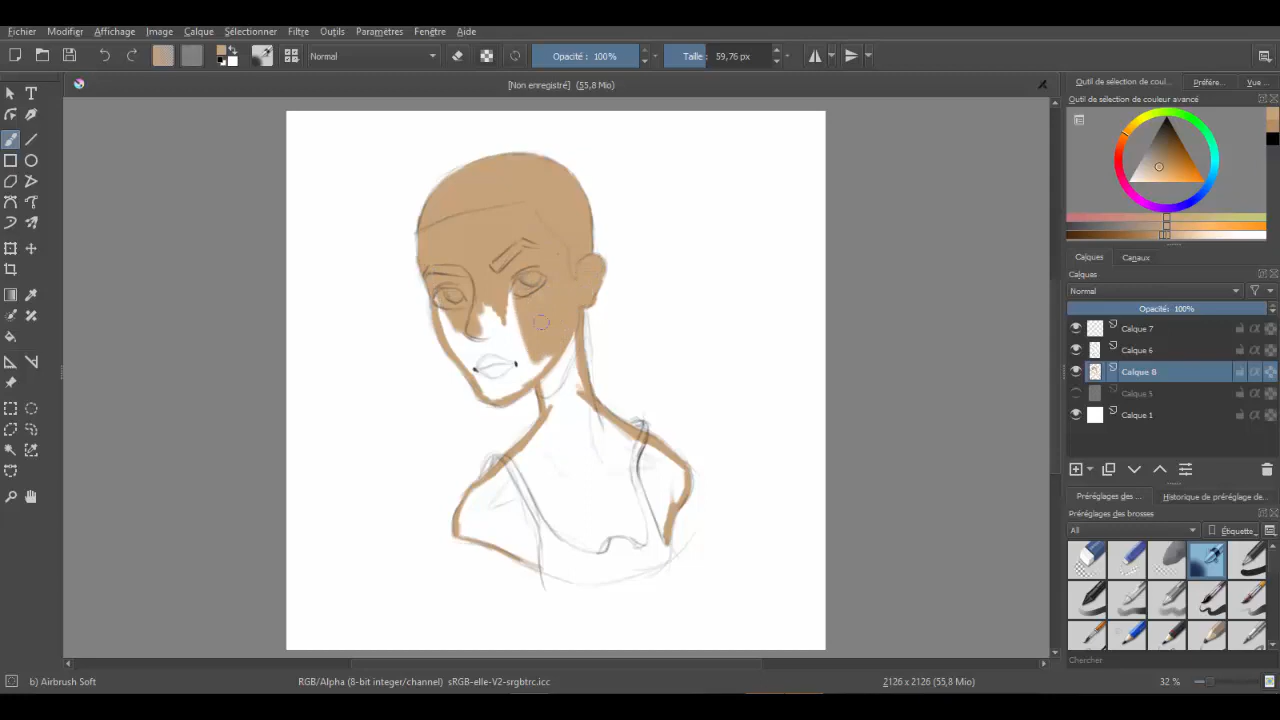 Fichier Modifier Affichage Image Calque Sélectionner Filtre Outils Paramètres Fenêtre Aide
Normal Opacité : 100% Taille : 59,76 px
[Non enregistré] (55,8 Mio)
Outil de sélection de coul... Préfére... Vue ...
Outil de sélection de couleur avancé
Calques Canaux
Calques
Normal
Opacité: 100%
Calque 7
Calque 6
Calque 8
Calque 5
Calque 1
Préréglages des ... Historique de préréglage de...
Préréglages des brosses
All Étiquette
Chercher
b) Airbrush Soft RGB/Alpha (8-bit integer/channel) sRGB-elle-V2-srgbtrc.icc 2126 x 2126 (55,8 Mio) 32 %